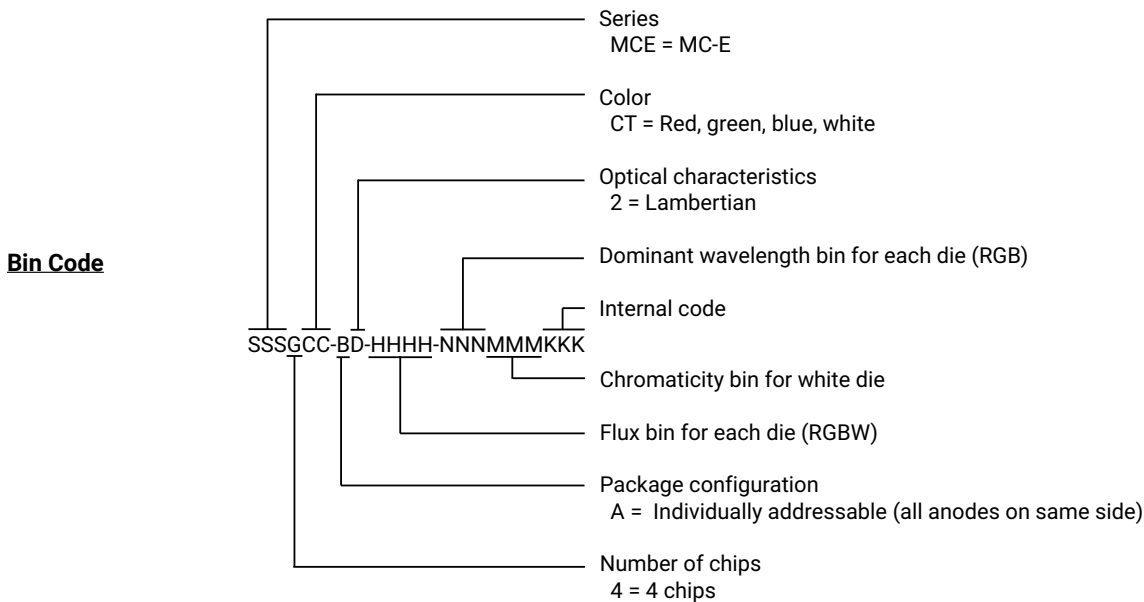 Series
MCE = MC-E
Color
CT = Red, green, blue, white
Optical characteristics
2 = Lambertian
Dominant wavelength bin for each die (RGB)
Bin Code
Internal code
SSSGCC-BD-HHHH-NNNMMMKKK
Chromaticity bin for white die
Flux bin for each die (RGBW)
Package configuration
A = Individually addressable (all anodes on same side)
Number of chips
4 = 4 chips